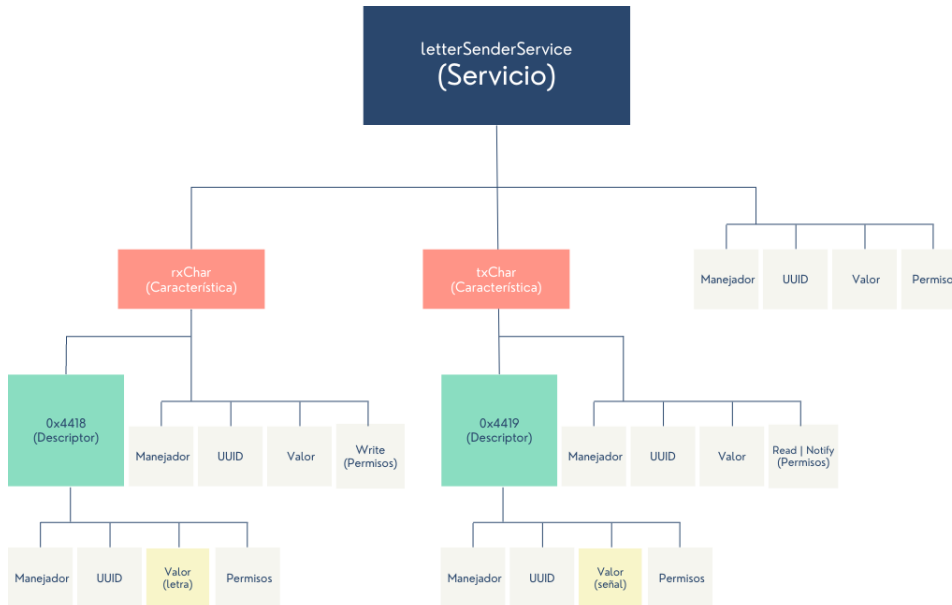 letterSenderService
(Servicio)
rxChar
(Característica)
txChar
(Característica)
Manejador
UUID
Valor
Permiso
0x4418
(Descriptor)
Manejador
UUID
Valor
Write
(Permisos)
0x4419
(Descriptor)
Manejador
UUID
Valor
Read | Notify
(Permisos)
Manejador
UUID
Valor
(letra)
Permisos
Manejador
UUID
Valor
(señal)
Permisos